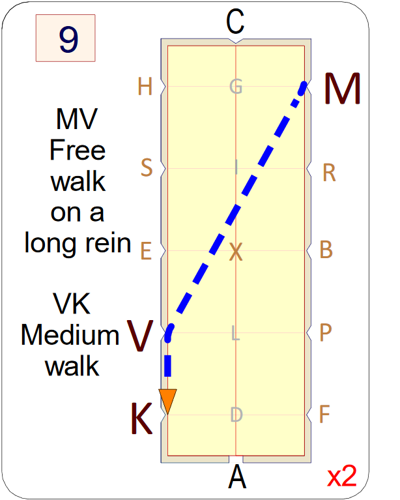 9
C
H G M
MV
Free
walk
on a
long rein
S I R
E X B
VK
Medium
walk
V L P
K D F
A
x2